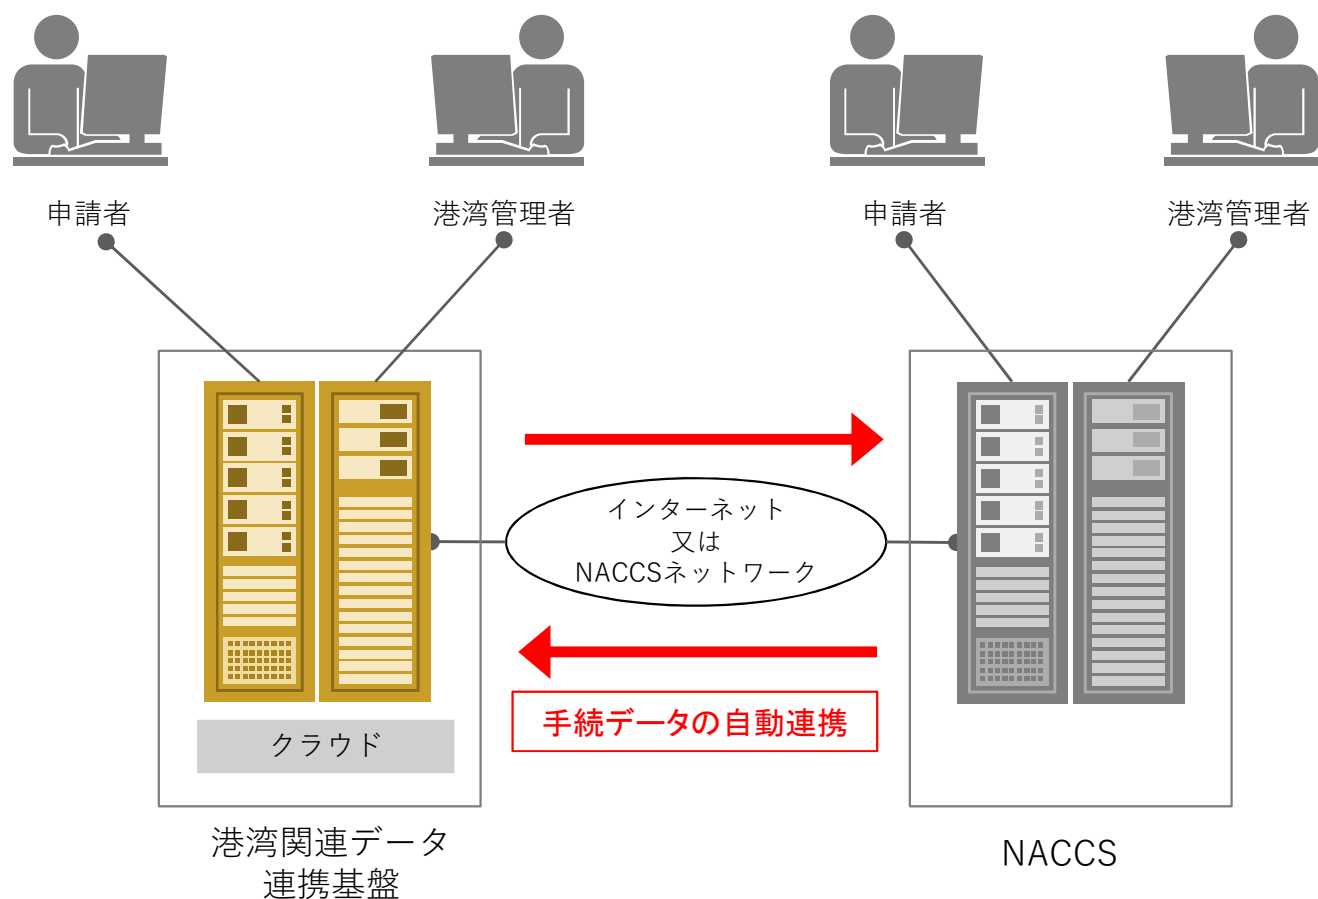 申請者
港湾管理者
申請者
港湾管理者
インターネット
又は
NACCSネットワーク
手続データの自動連携
クラウド
港湾関連データ
連携基盤
NACCS